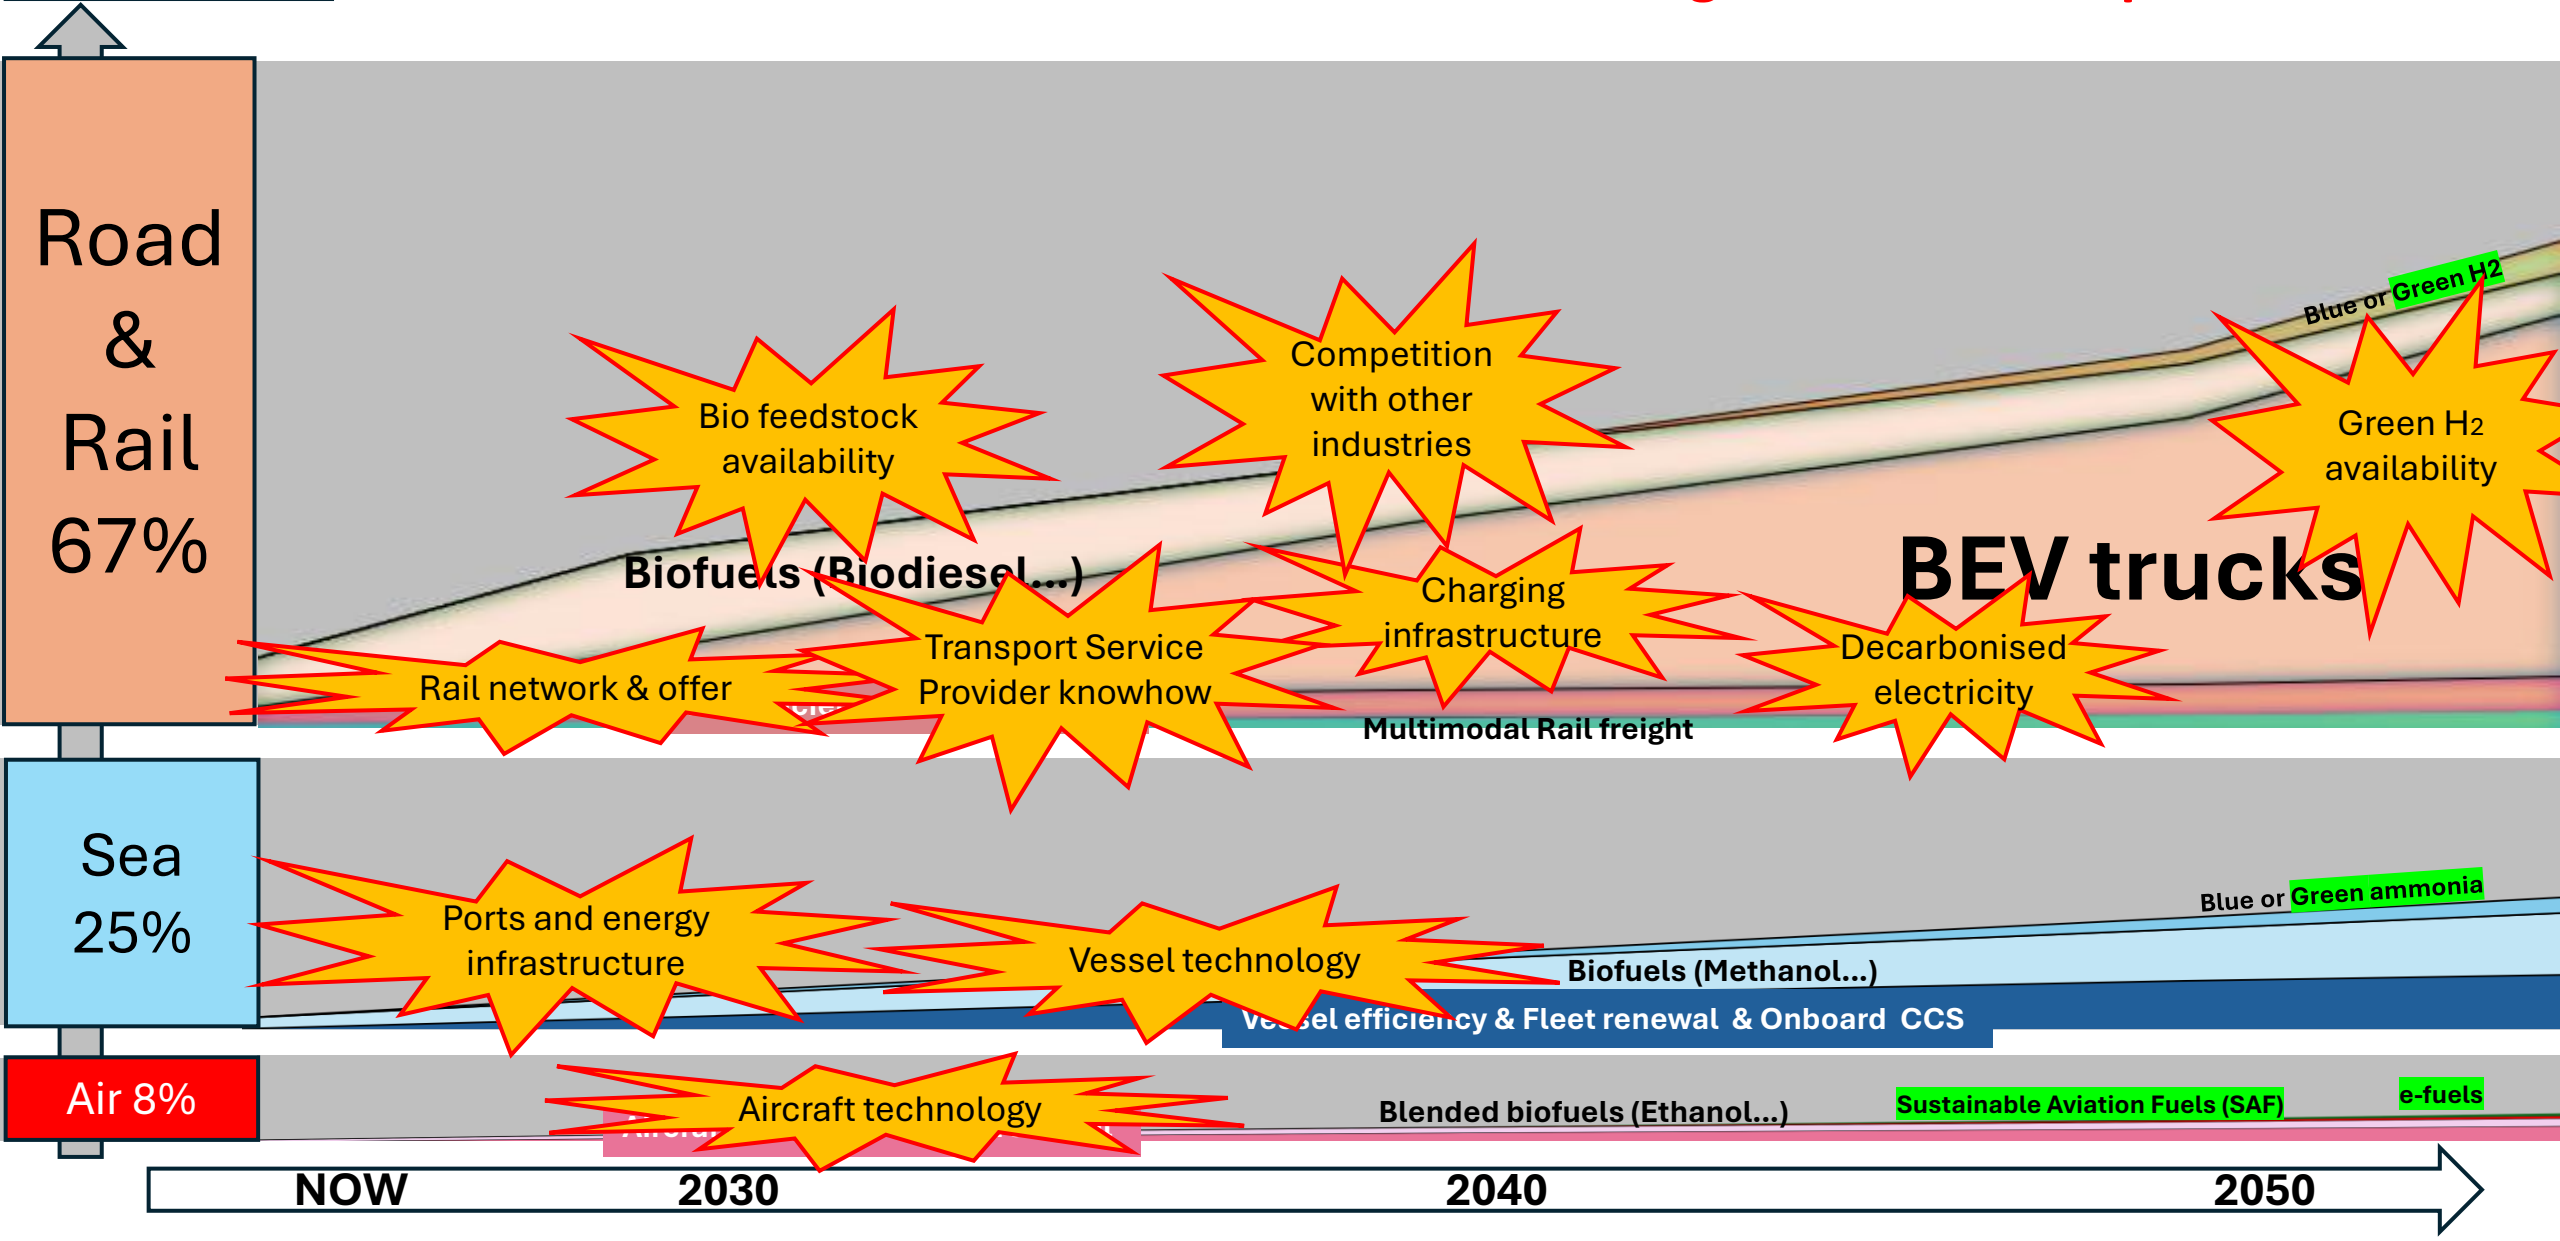 Road
&
Rail
67%
Blue or Green H2
Competition
with other
industries
Bio feedstock
availability
Green H2
availability
Biofuels (Biodiesel...)
BEV trucks
Charging
infrastructure
Transport Service
Provider knowhow
Decarbonised
electricity
Rail network & offer
Multimodal Rail freight
Sea
25%
Blue or Green ammonia
Ports and energy
infrastructure
Vessel technology
Biofuels (Methanol...)
Vessel efficiency & Fleet renewal & Onboard CCS
Air 8%
Aircraft technology
Blended biofuels (Ethanol...)
Sustainable Aviation Fuels (SAF)
e-fuels
NOW
2030
2040
2050